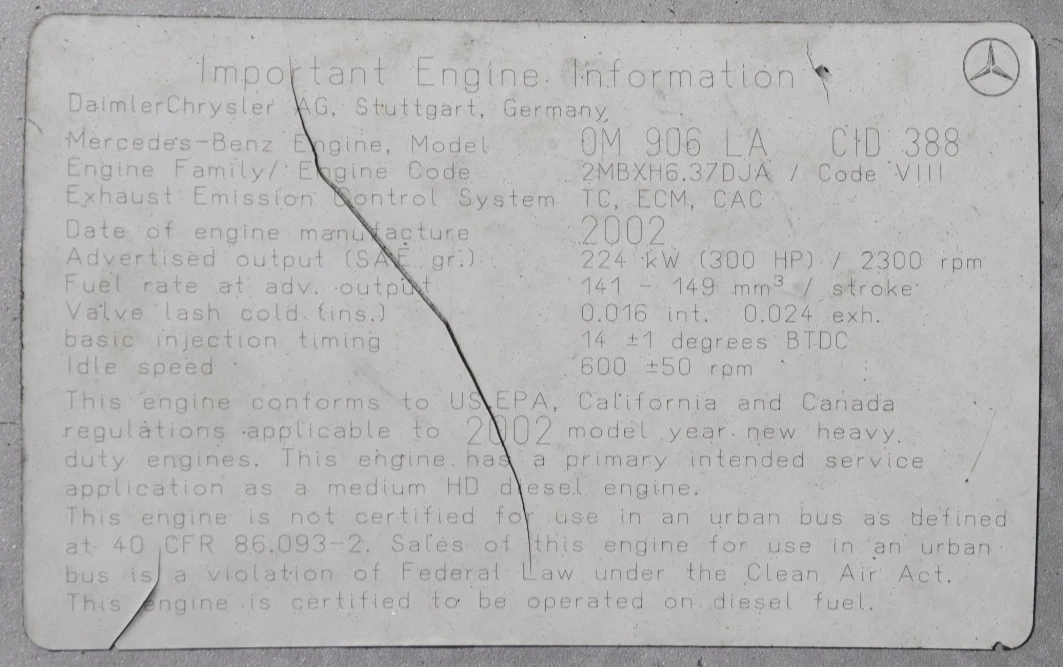 Important Engine Information
DaimlerChrysler AG, Stuttgart, Germany
Mercedes-Benz Engine, Model OM 906 LA CID 388
Engine Family/ Engine Code 2MBXH6.37DJA / Code VIII
Exhaust Emission Control System TC, ECM, CAC
Date of engine manufacture 2002
Advertised output (SAE gr.) 224 kW (300 HP) / 2300 rpm
Fuel rate at adv. output 141 - 149 mm³ / stroke
Valve lash cold (ins.) 0.016 int. 0.024 exh.
basic injection timing 14 ±1 degrees BTDC
Idle speed 600 ±50 rpm
This engine conforms to US EPA, California and Canada
regulations applicable to 2002 model year new heavy
duty engines. This engine has a primary intended service
application as a medium HD diesel engine.
This engine is not certified for use in an urban bus as defined
at 40 CFR 86.093-2. Sales of this engine for use in an urban
bus is a violation of Federal Law under the Clean Air Act.
This engine is certified to be operated on diesel fuel.